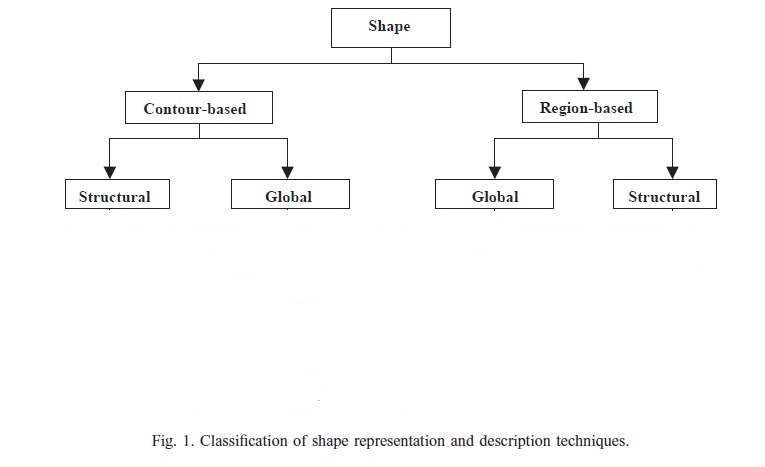 Shape
Contour-based
Region-based
Structural
Global
Global
Structural
Fig. 1. Classification of shape representation and description techniques.